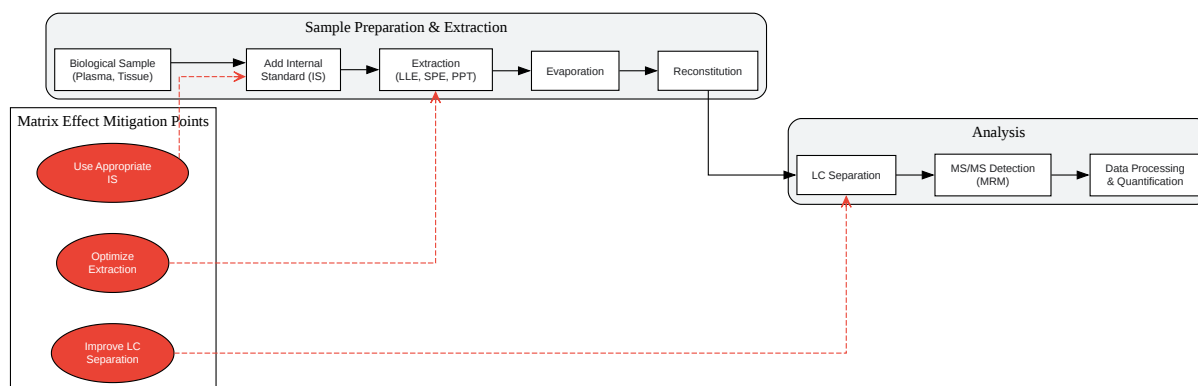 Sample Preparation & Extraction
Biological Sample
(Plasma, Tissue)
Add Internal
Standard (IS)
Extraction
(LLE, SPE, PPT)
Evaporation
Reconstitution
Matrix Effect Mitigation Points
Use Appropriate
IS
Optimize
Extraction
Improve LC
Separation
Analysis
LC Separation
MS/MS Detection
(MRM)
Data Processing
& Quantification